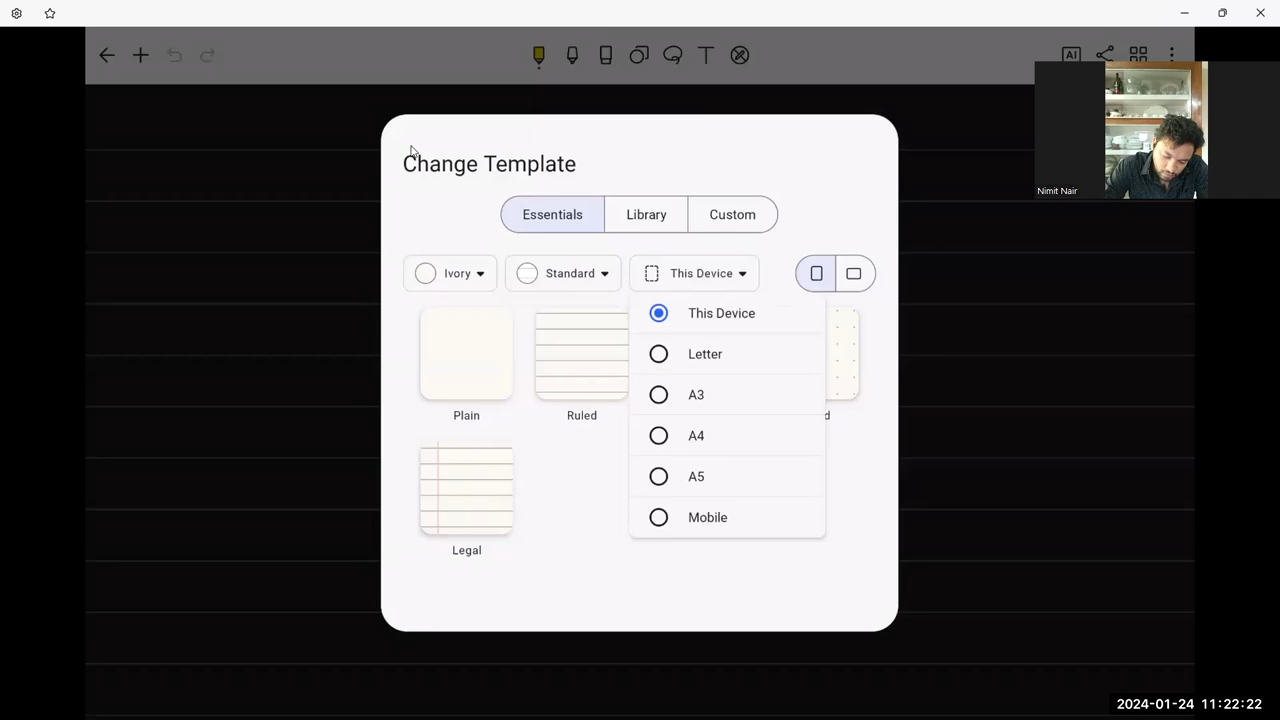 AI
Nimit Nair
Change Template
Essentials
Library
Custom
Ivory
Standard
This Device
This Device
Letter
A3
A4
A5
Mobile
Plain
Ruled
d
Legal
2024-01-24 11:22:22